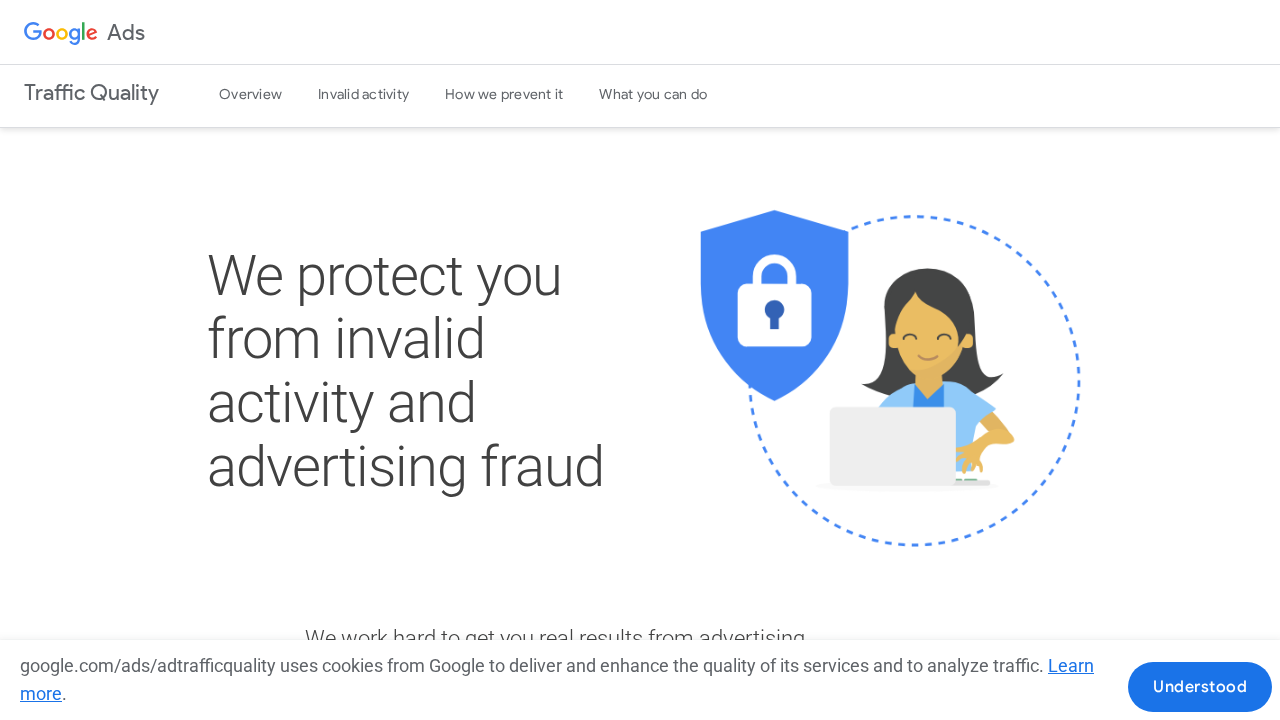 Google Ads
Traffic Quality
Overview
Invalid activity
How we prevent it
What you can do
We protect you
from invalid
activity and
advertising fraud
We work hard to get you real results from advertising
google.com/ads/adtrafficquality uses cookies from Google to deliver and enhance the quality of its services and to analyze traffic. Learn
more.
Understood